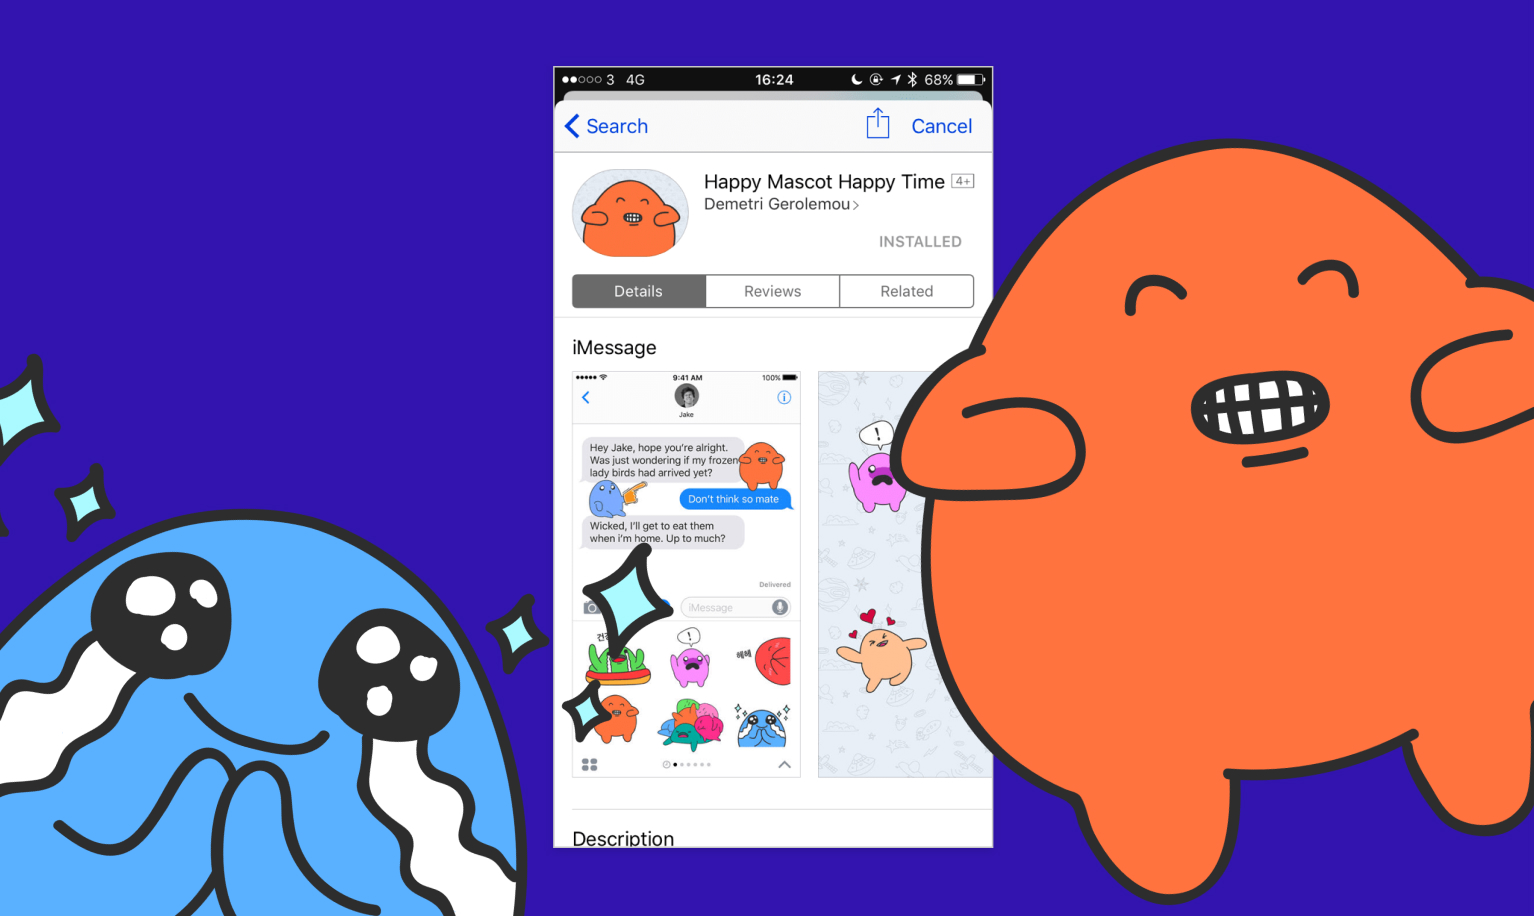 3 4G 16:24 68%
Search Cancel
Happy Mascot Happy Time 4+
Demetri Gerolemou
INSTALLED
Details Reviews Related
iMessage
9:41 AM 100%
Jake
Hey Jake, hope you're alright.
Was just wondering if my frozen
lady birds had arrived yet?
Don't think so mate
Wicked, I'll get to eat them
when i'm home. Up to much?
Delivered
iMessage
!
헤헤
!
Description